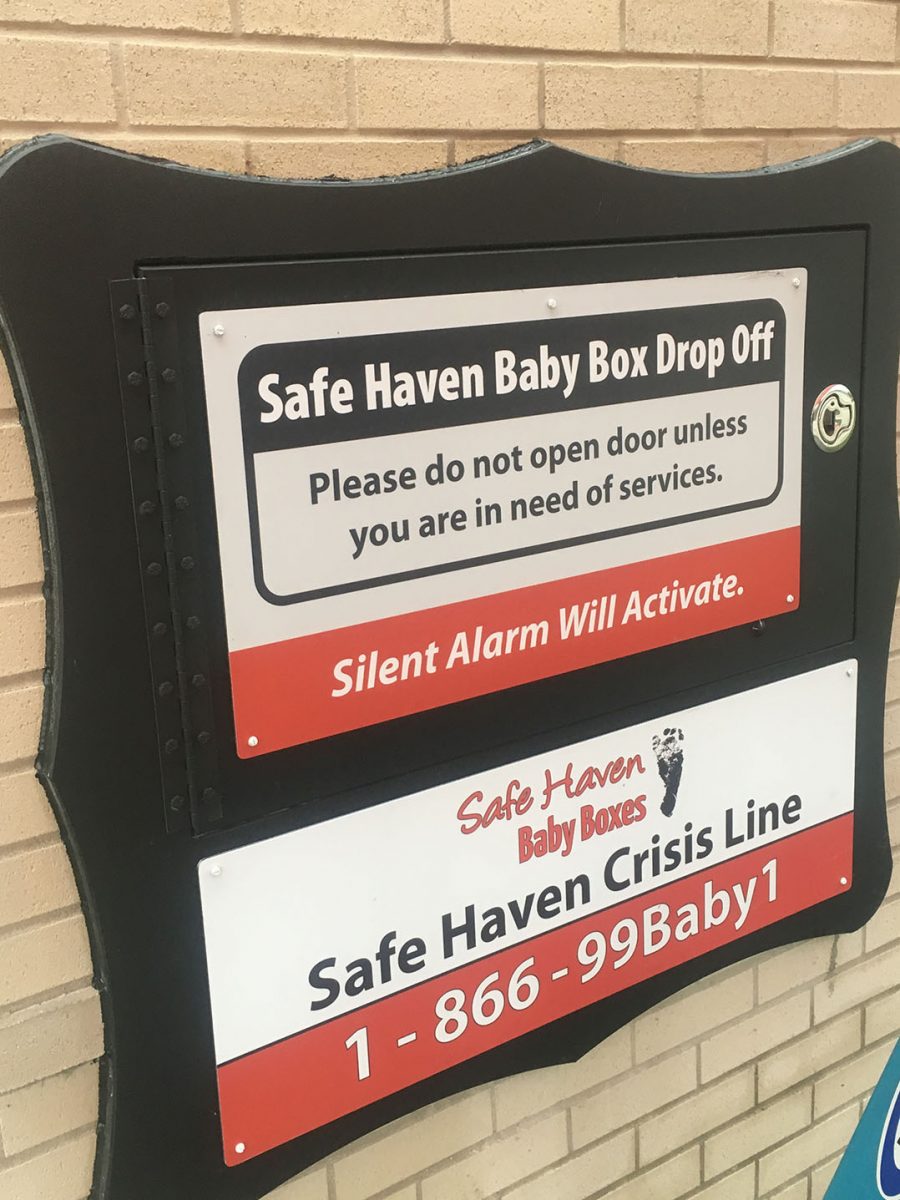 Safe Haven Baby Box Drop Off
Please do not open door unless
you are in need of services.
Silent Alarm Will Activate.
Safe Haven
Baby Boxes
Safe Haven Crisis Line
1 - 866 - 99Baby1